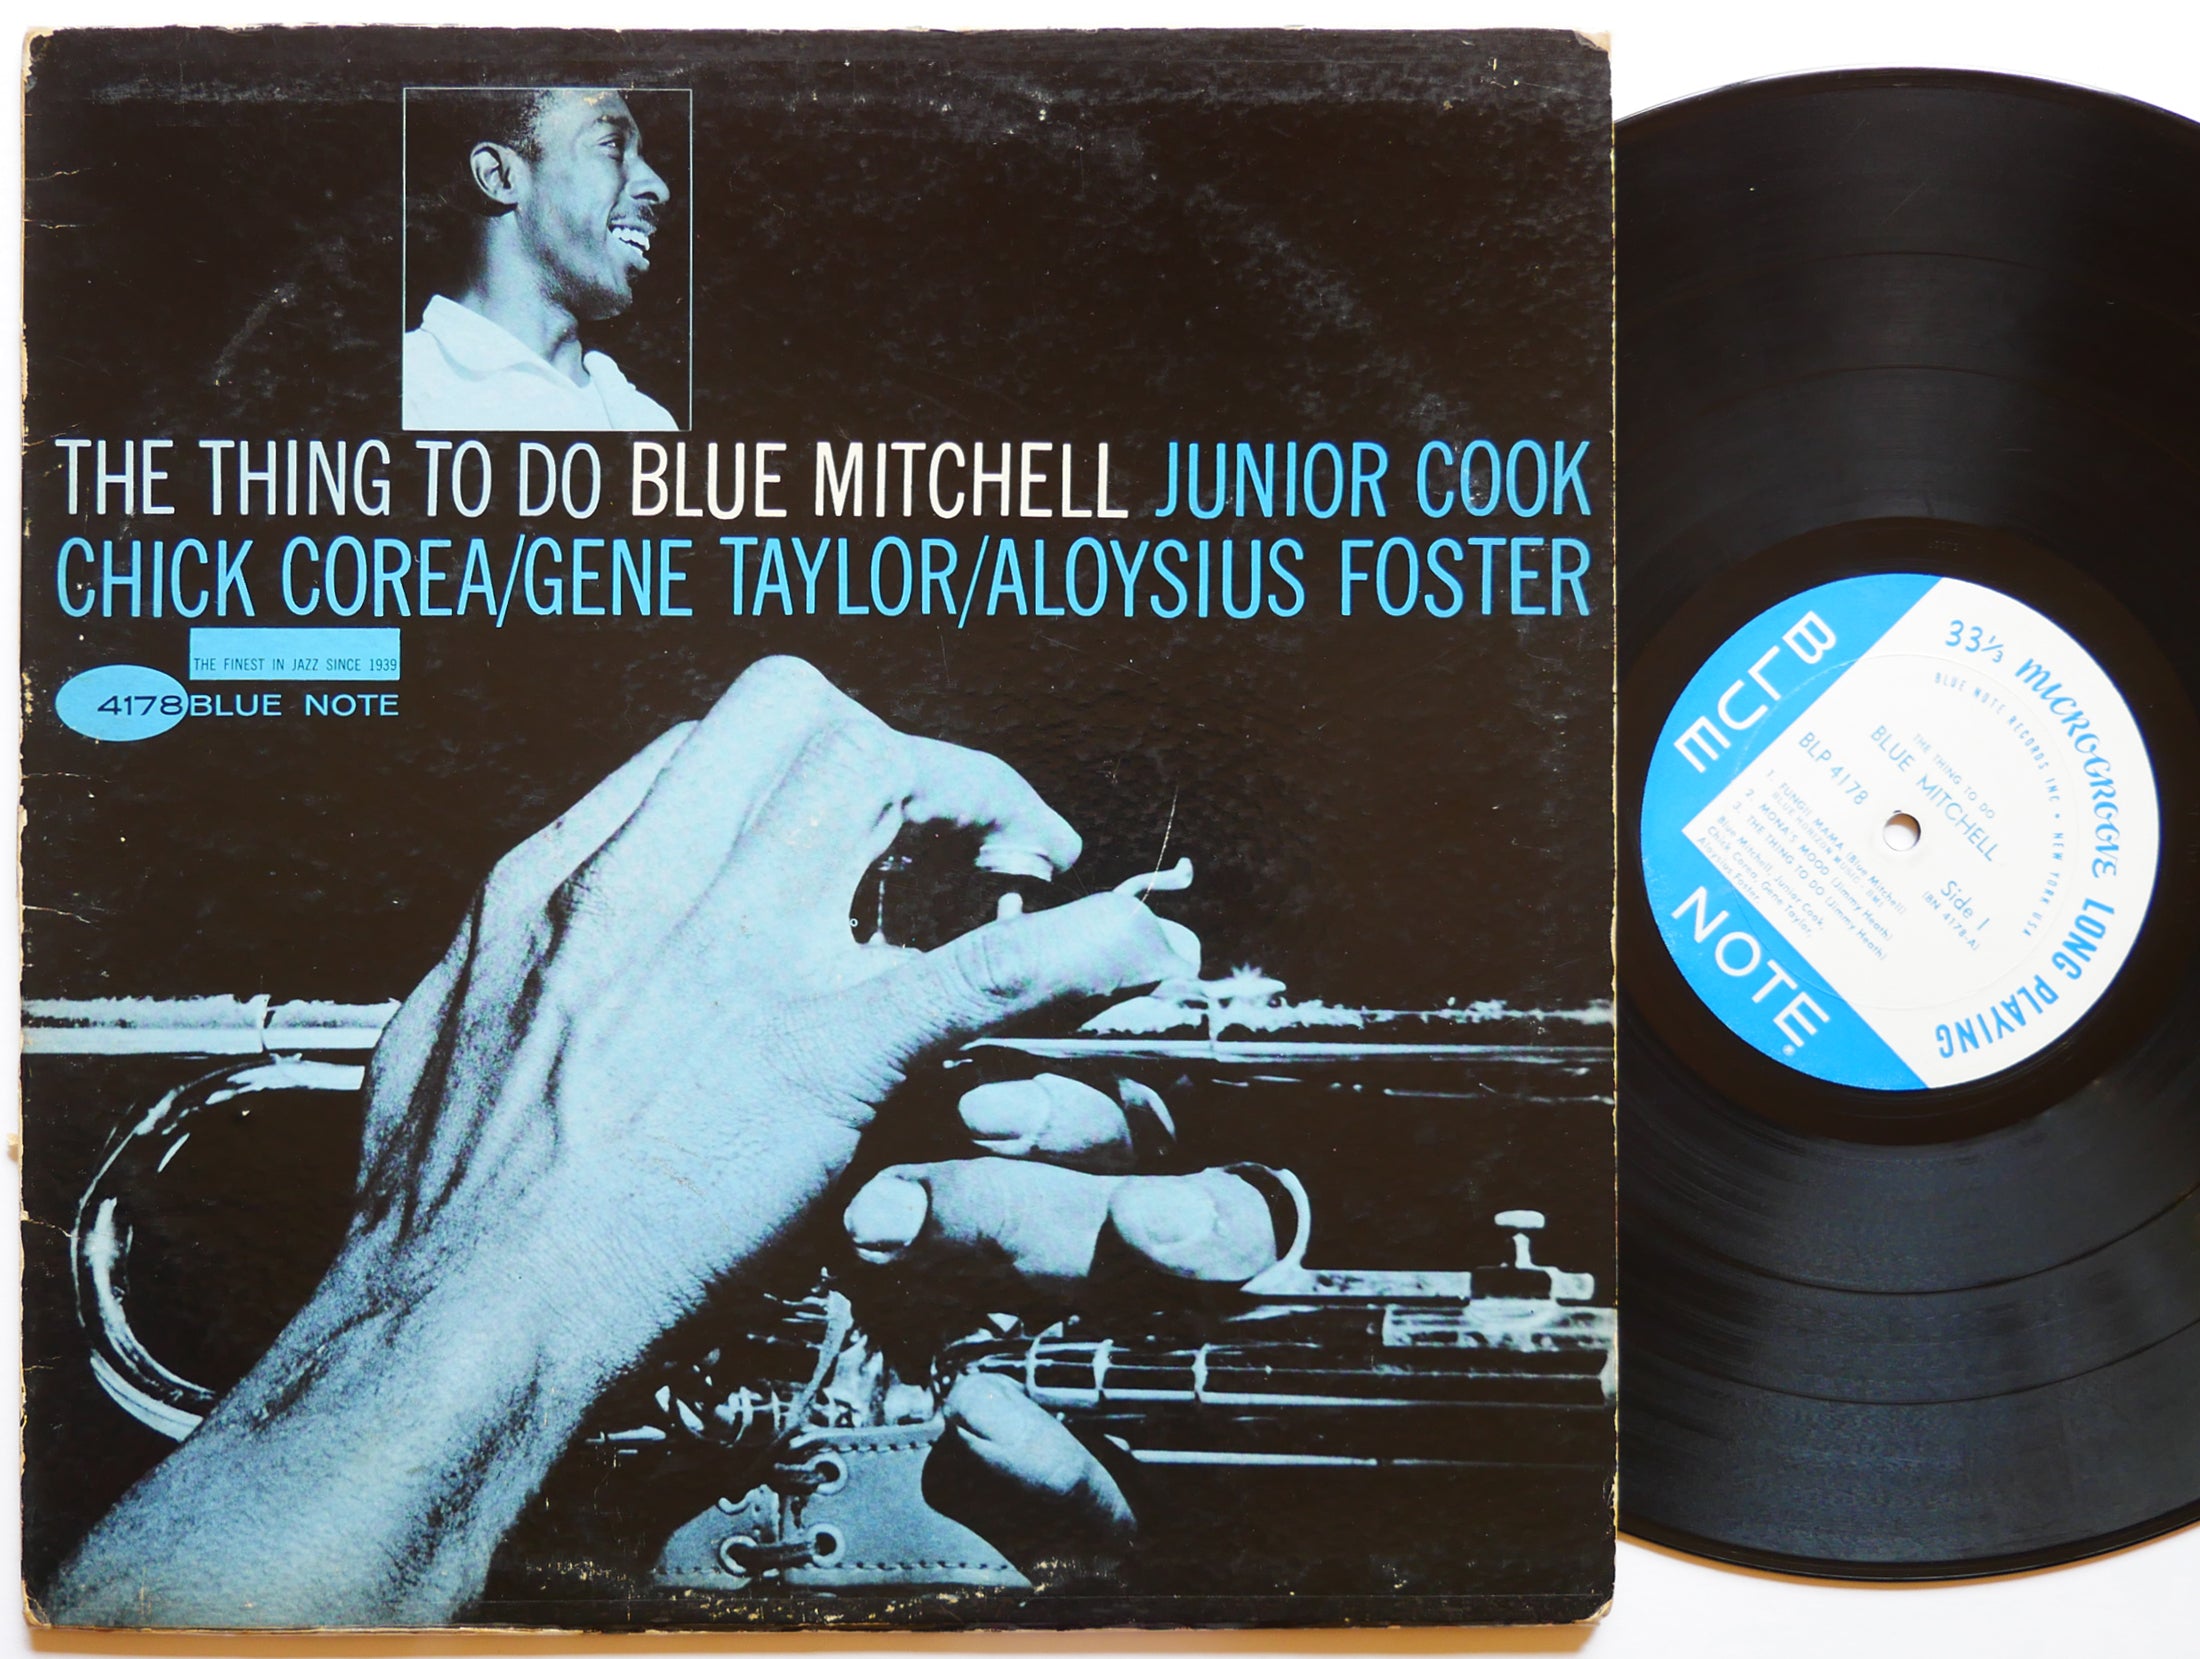 THE THING TO DO BLUE MITCHELL JUNIOR COOK
CHICK COREA/GENE TAYLOR/ALOYSIUS FOSTER
THE FINEST IN JAZZ SINCE 1939
4178 BLUE NOTE
BLUE NOTE®
33⅓ MICROGROOVE LONG PLAYING
BLUE NOTE RECORDS INC • NEW YORK USA
THE THING TO DO
BLUE MITCHELL
BLP 4178
Side 1
(BN 4178-A)
1. FUNGII MAMA (Blue Mitchell)
BLUE HORIZON MUSIC - BMI
2. MONA'S MOOD (Jimmy Heath)
3. THE THING TO DO (Jimmy Heath)
Blue Mitchell, Junior Cook,
Chick Corea, Gene Taylor,
Aloysius Foster